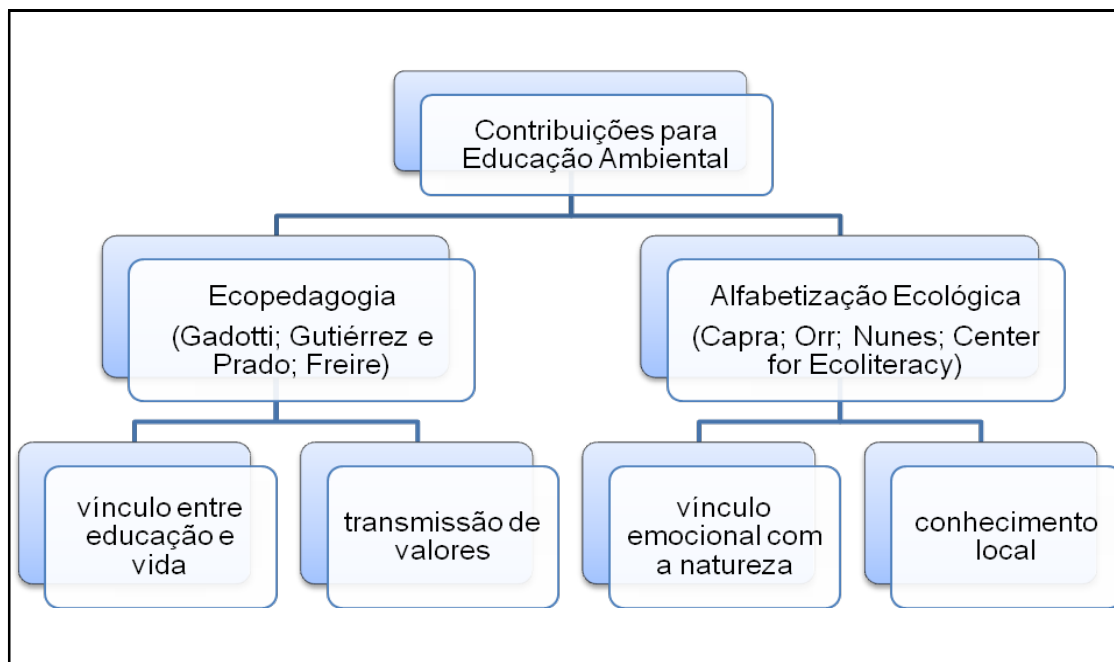 Contribuições para
Educação Ambiental
Ecopedagogia
(Gadotti; Gutiérrez e
Prado; Freire)
Alfabetização Ecológica
(Capra; Orr; Nunes; Center
for Ecoliteracy)
vínculo entre
educação e
vida
transmissão de
valores
vínculo
emocional com
a natureza
conhecimento
local